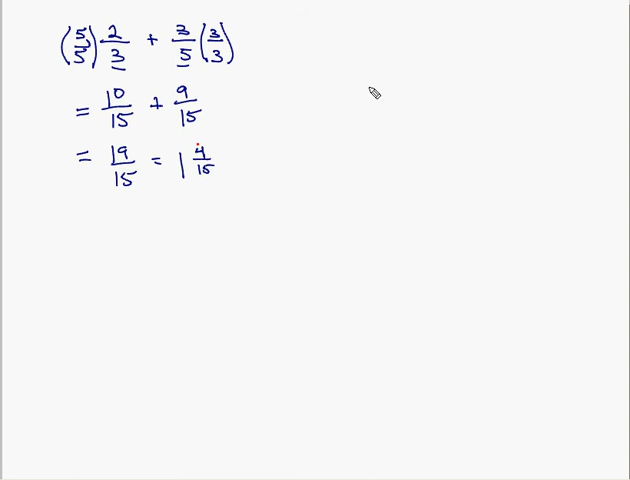 (5/5) 2/3 + 3/5 (3/3)
= 10/15 + 9/15
= 19/15 = 1 4/15